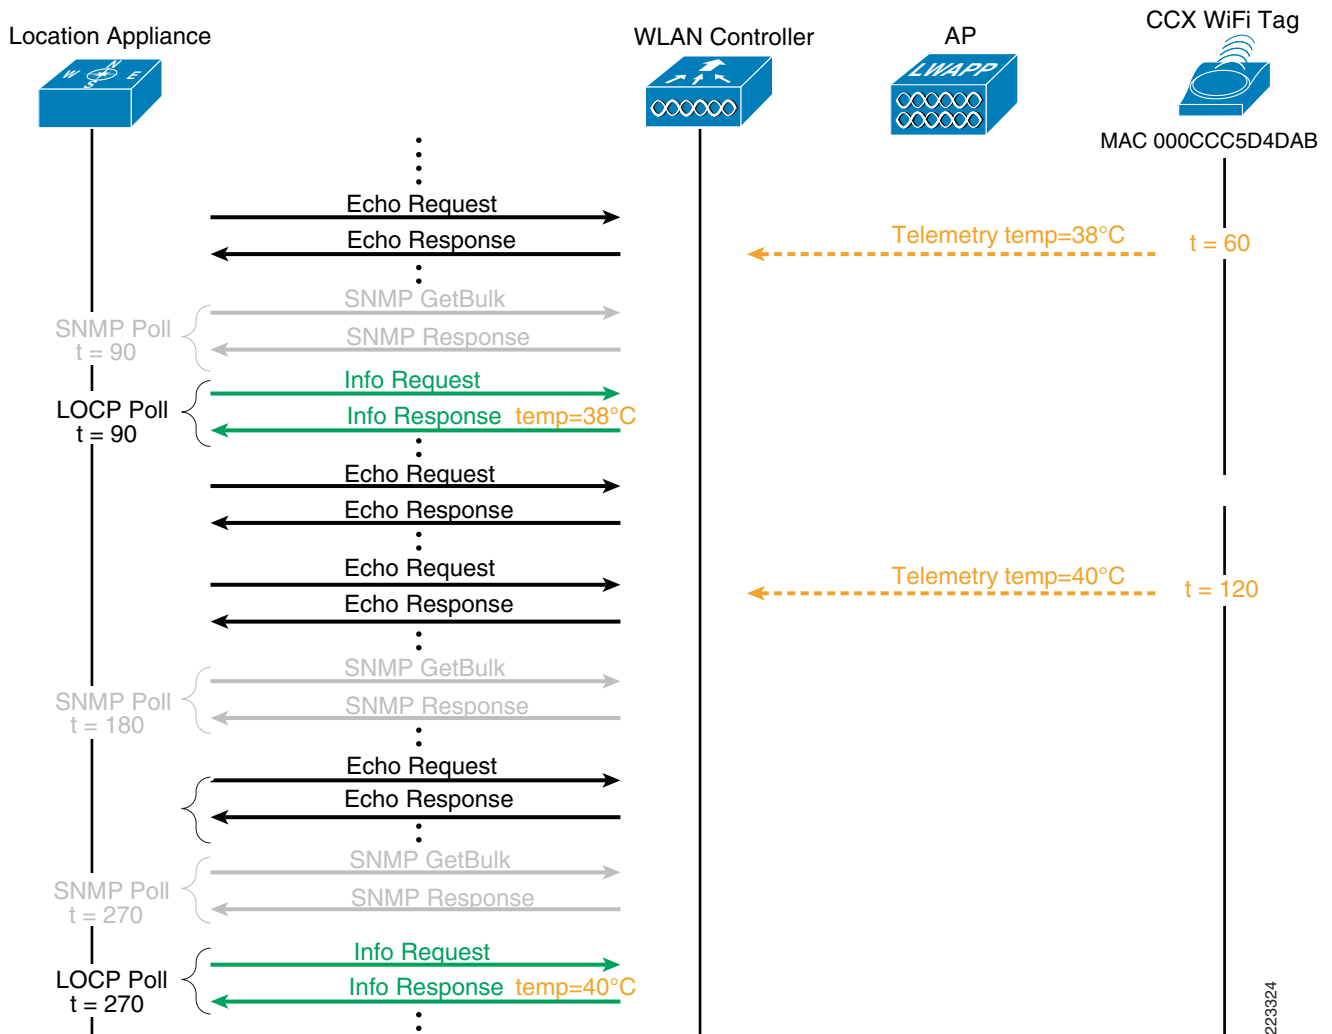 Location Appliance
WLAN Controller
AP
CCX WiFi Tag
N
W
E
S
LWAPP
MAC 000CCC5D4DAB
Echo Request
Echo Response
Telemetry temp=38°C
t = 60
SNMP GetBulk
SNMP Poll
t = 90
SNMP Response
Info Request
LOCP Poll
t = 90
Info Response temp=38°C
Echo Request
Echo Response
Echo Request
Telemetry temp=40°C
t = 120
Echo Response
SNMP GetBulk
SNMP Poll
t = 180
SNMP Response
Echo Request
Echo Response
SNMP GetBulk
SNMP Poll
t = 270
SNMP Response
Info Request
LOCP Poll
t = 270
Info Response temp=40°C
223324